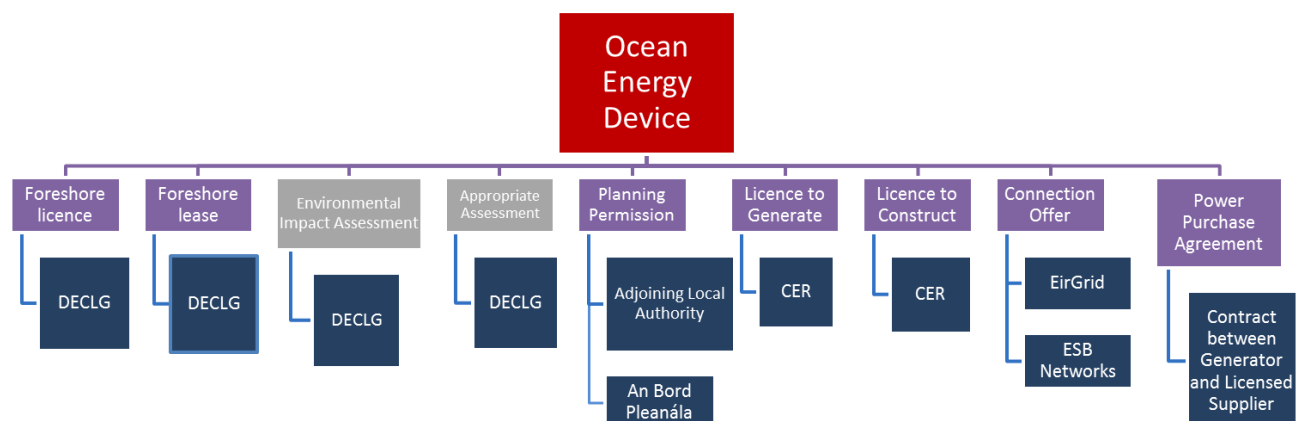 Ocean
Energy
Device
Foreshore
licence
Foreshore
lease
Environmental
Impact Assessment
Appropriate
Assessment
Planning
Permission
Licence to
Generate
Licence to
Construct
Connection
Offer
Power
Purchase
Agreement
DECLG
DECLG
DECLG
DECLG
Adjoining Local
Authority
An Bord
Pleanála
CER
CER
EirGrid
ESB
Networks
Contract
between
Generator
and Licensed
Supplier